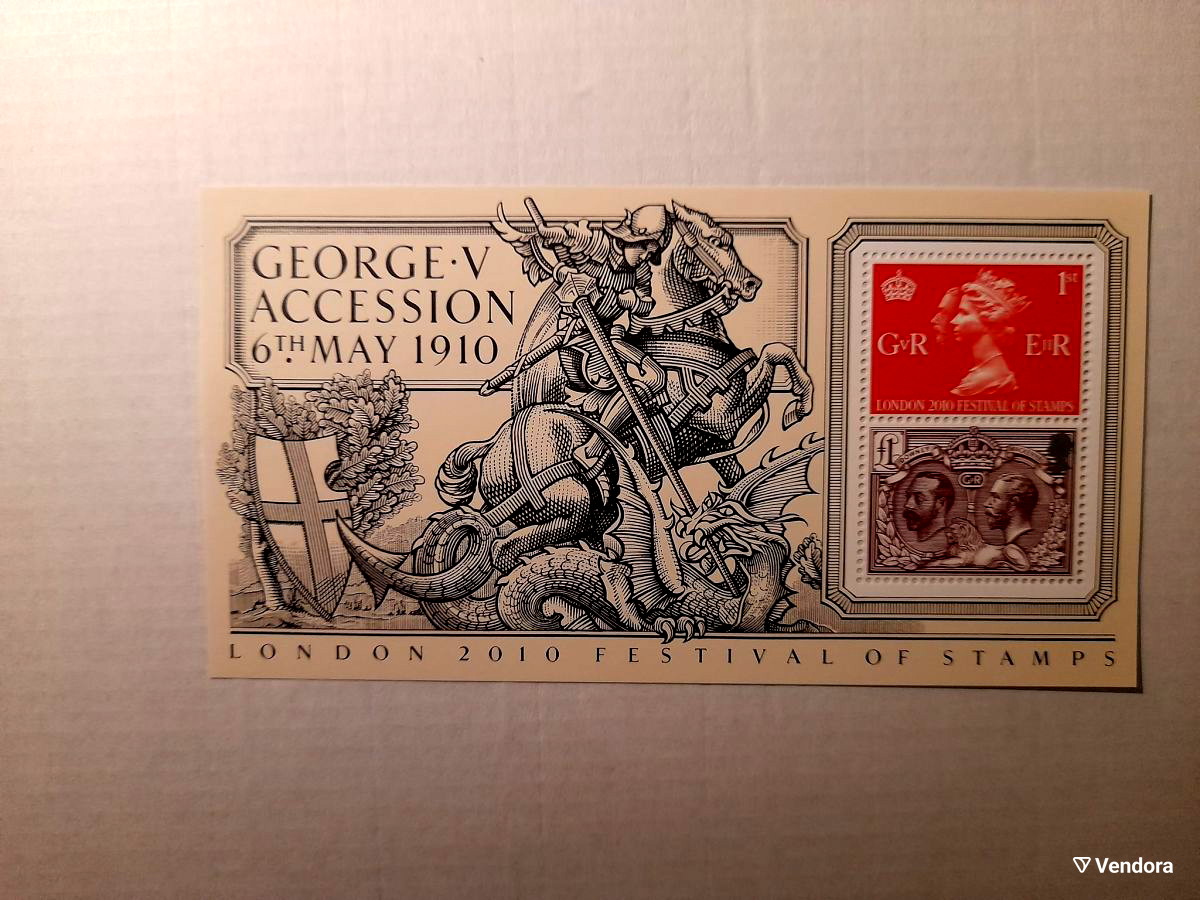 GEORGE·V
ACCESSION
6TH MAY 1910
1st
GVR EIIR
LONDON 2010 FESTIVAL OF STAMPS
£1
G R
LONDON 2010 FESTIVAL OF STAMPS
Vendora